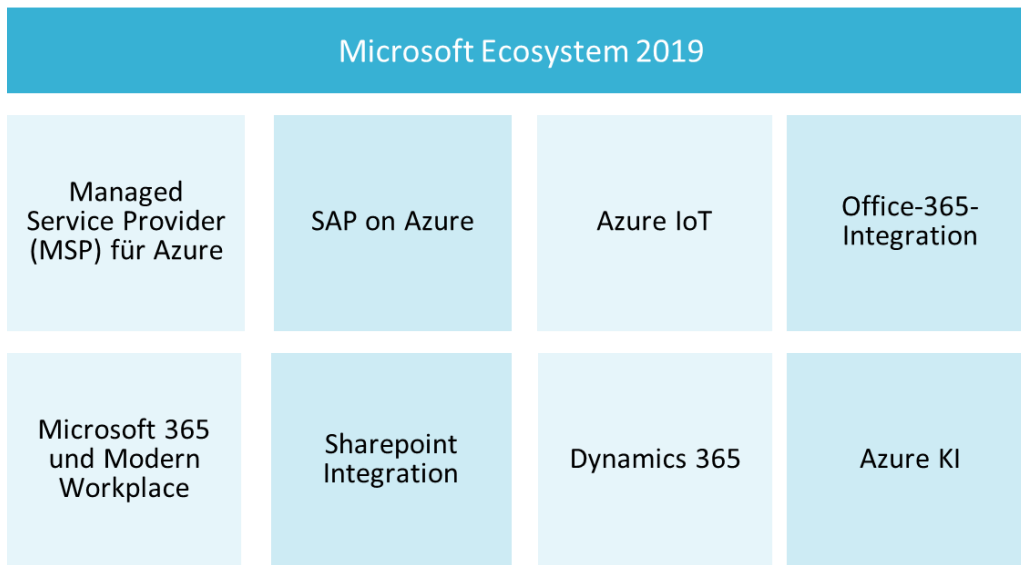 Microsoft Ecosystem 2019
Managed
Service Provider
(MSP) für Azure
SAP on Azure
Azure IoT
Office-365-
Integration
Microsoft 365
und Modern
Workplace
Sharepoint
Integration
Dynamics 365
Azure KI